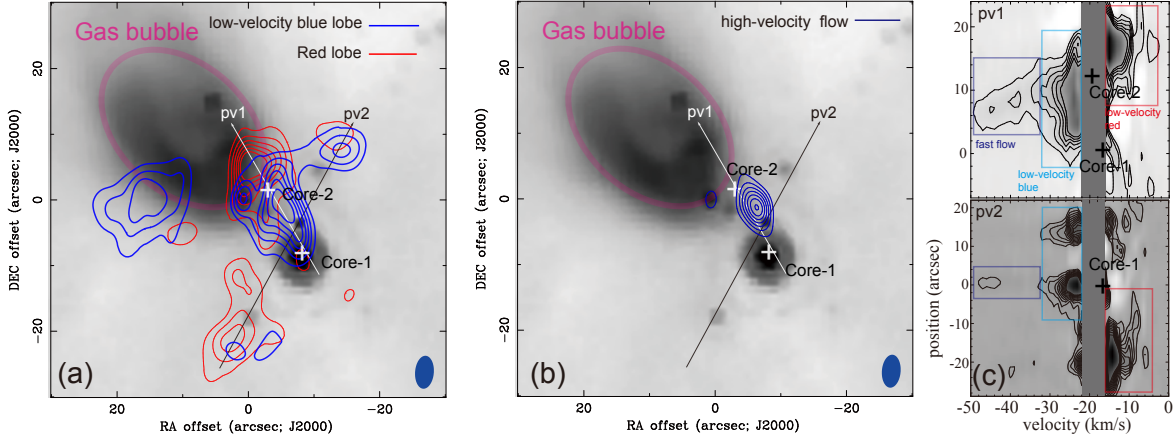 low-velocity blue lobe
Gas bubble
Red lobe
20
0
-20
DEC offset (arcsec; J2000)
pv1
pv2
Core-2
Core-1
(a)
20
0
-20
RA offset (arcsec; J2000)
high-velocity flow
Gas bubble
20
0
-20
DEC offset (arcsec; J2000)
pv1
pv2
Core-2
Core-1
(b)
20
0
-20
RA offset (arcsec; J2000)
pv1
20
10
0
Core-2
low-velocity
red
fast flow
Core-1
low-velocity
blue
pv2
20
10
0
-10
-20
position (arcsec)
Core-1
(c)
-50
-40
-30
-20
-10
0
velocity (km/s)